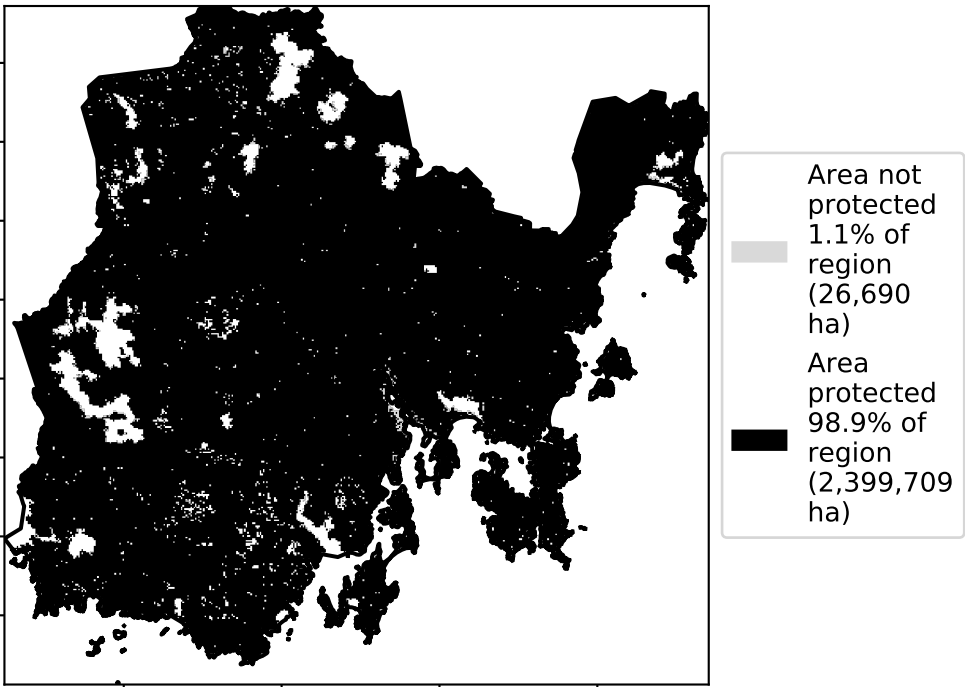 Area not
protected
1.1% of
region
(26,690
ha)
Area
protected
98.9% of
region
(2,399,709
ha)